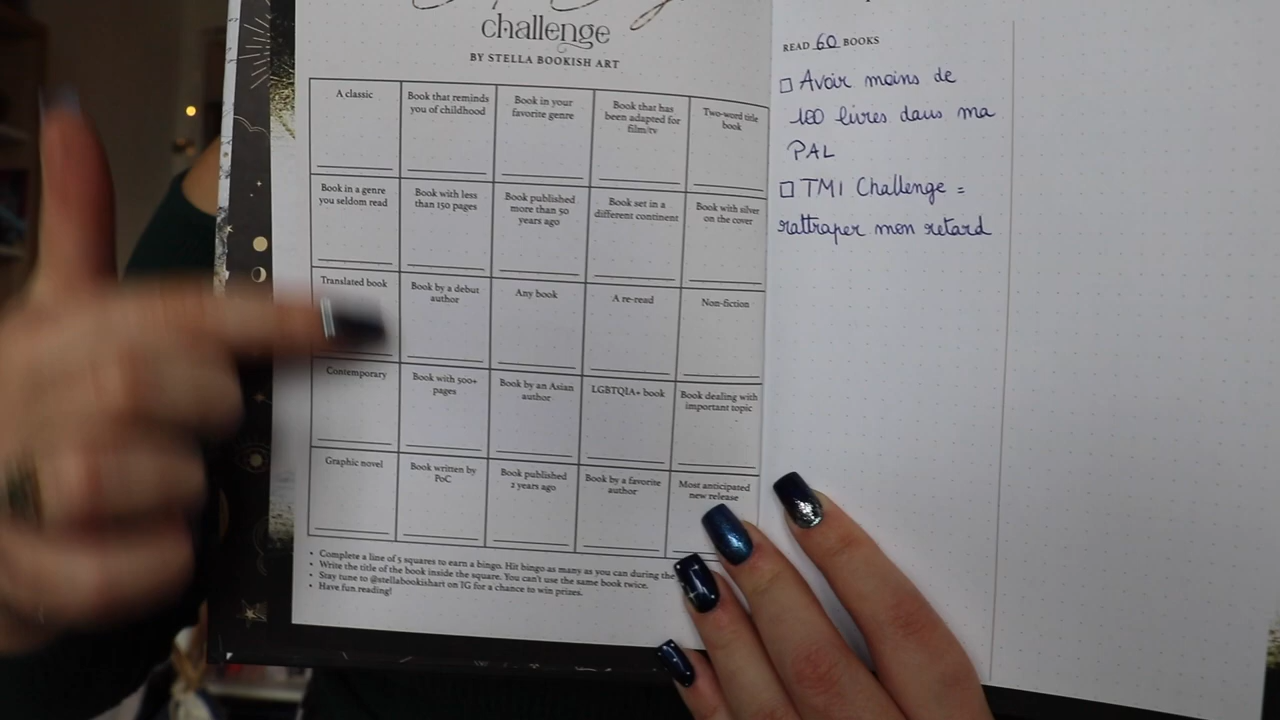 challenge
BY STELLA BOOKISH ART
A classic
Book that reminds
you of childhood
Book in your
favorite genre
Book that has
been adapted for
film/tv
Two-word title
book
Book in a genre
you seldom read
Book with less
than 150 pages
Book published
more than 50
years ago
Book set in a
different continent
Book with silver
on the cover
Translated book
Book by a debut
author
Any book
A re-read
Non-fiction
Contemporary
Book with 500+
pages
Book by an Asian
author
LGBTQIA+ book
Book dealing with
important topic
Graphic novel
Book written by
PoC
Book published
2 years ago
Book by a favorite
author
Most anticipated
new release
• Complete a line of 5 squares to earn a bingo. Hit bingo as many as you can during the
• Write the title of the book inside the square. You can't use the same book twice.
• Stay tune to @stellabookishart on IG for a chance to win prizes.
• Have fun reading!
READ 60 BOOKS
□ Avoir moins de
100 livres dans ma
PAL
□ TMI Challenge =
rattraper mon retard